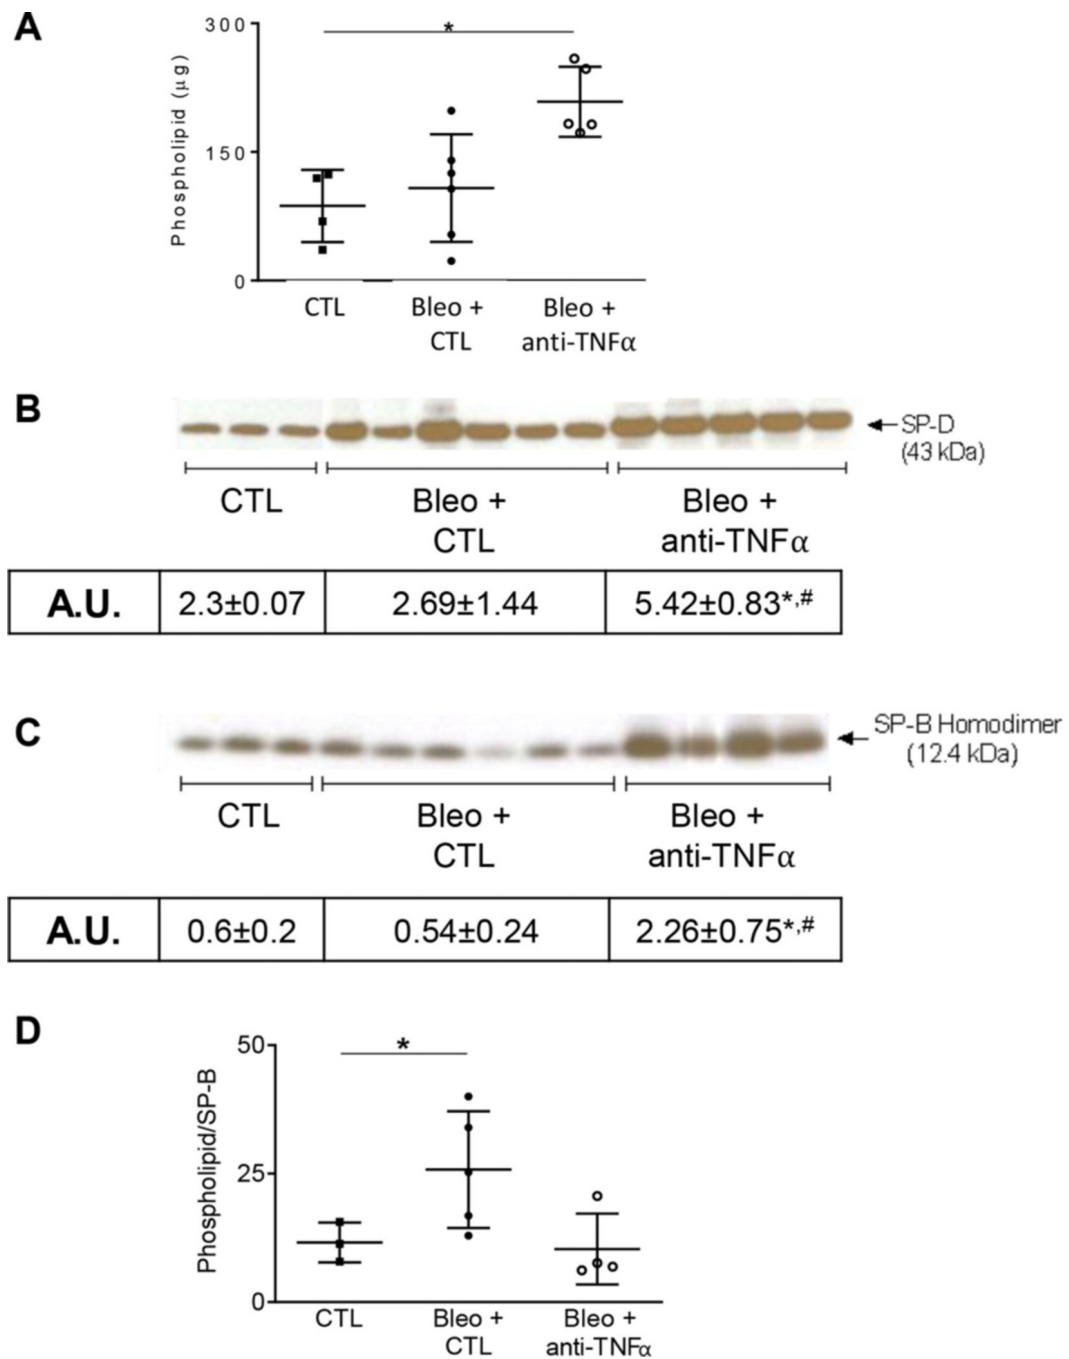 A
300
*
Phospholipid (µg)
150
0
CTL
Bleo +
CTL
Bleo +
anti-TNFα
B
SP-D
(43 kDa)
CTL
Bleo +
CTL
Bleo +
anti-TNFα
A.U. 2.3±0.07 2.69±1.44 5.42±0.83*,#
C
SP-B Homodimer
(12.4 kDa)
CTL
Bleo +
CTL
Bleo +
anti-TNFα
A.U. 0.6±0.2 0.54±0.24 2.26±0.75*,#
D
50
*
Phospholipid/SP-B
25
0
CTL
Bleo +
CTL
Bleo +
anti-TNFα